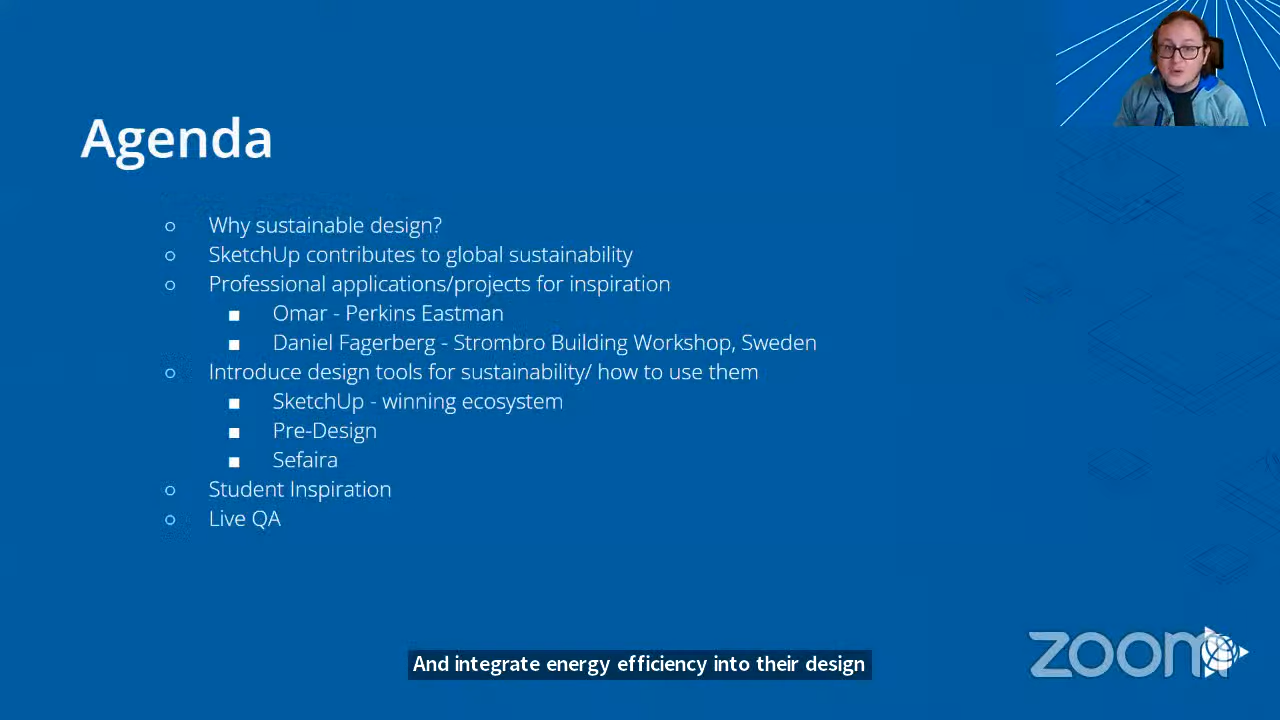 Agenda
○ Why sustainable design?
○ SketchUp contributes to global sustainability
○ Professional applications/projects for inspiration
■ Omar - Perkins Eastman
■ Daniel Fagerberg - Strombro Building Workshop, Sweden
○ Introduce design tools for sustainability/ how to use them
■ SketchUp - winning ecosystem
■ Pre-Design
■ Sefaira
○ Student Inspiration
○ Live QA
And integrate energy efficiency into their design
zoom